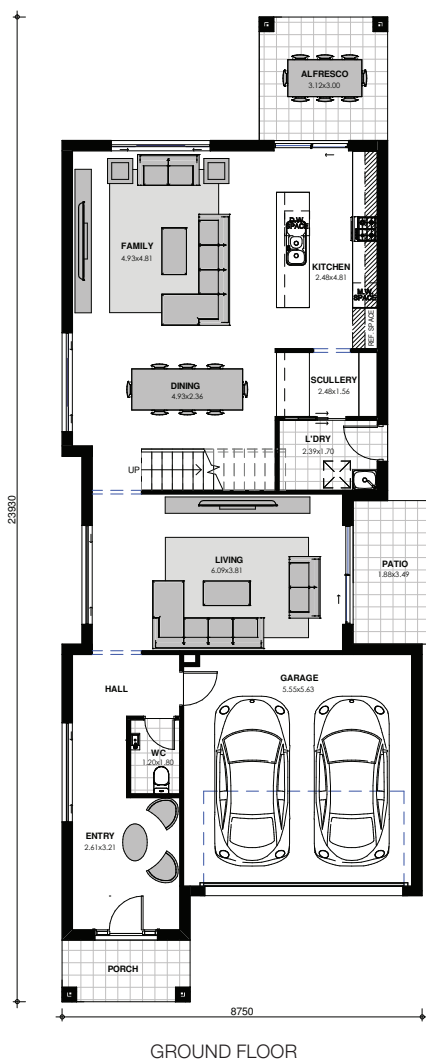 ALFRESCO
3.12x3.00
FAMILY
4.93x4.81
D.W.
SPACE
KITCHEN
2.48x4.81
M.W.
SPACE
REF. SPACE
DINING
4.93x2.36
SCULLERY
2.48x1.56
L'DRY
2.39x1.70
UP
23930
LIVING
6.09x3.81
PATIO
1.88x3.49
HALL
GARAGE
5.55x5.63
WC
1.20x1.80
ENTRY
2.61x3.21
PORCH
8750
GROUND FLOOR